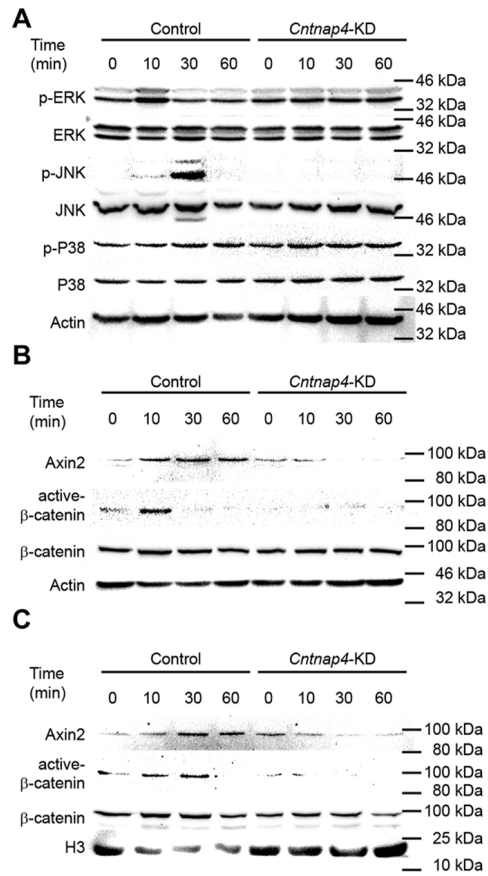 A
Control
Cntnap4-KD
Time
(min)
0 10 30 60 0 10 30 60
46 kDa
p-ERK
32 kDa
46 kDa
ERK
32 kDa
p-JNK
46 kDa
JNK
46 kDa
p-P38
32 kDa
P38
32 kDa
46 kDa
Actin
32 kDa
B
Control
Cntnap4-KD
Time
(min)
0 10 30 60 0 10 30 60
100 kDa
Axin2
80 kDa
active-
β-catenin
100 kDa
80 kDa
β-catenin
100 kDa
46 kDa
Actin
32 kDa
C
Control
Cntnap4-KD
Time
(min)
0 10 30 60 0 10 30 60
Axin2
100 kDa
80 kDa
active-
β-catenin
100 kDa
80 kDa
β-catenin
100 kDa
25 kDa
H3
10 kDa